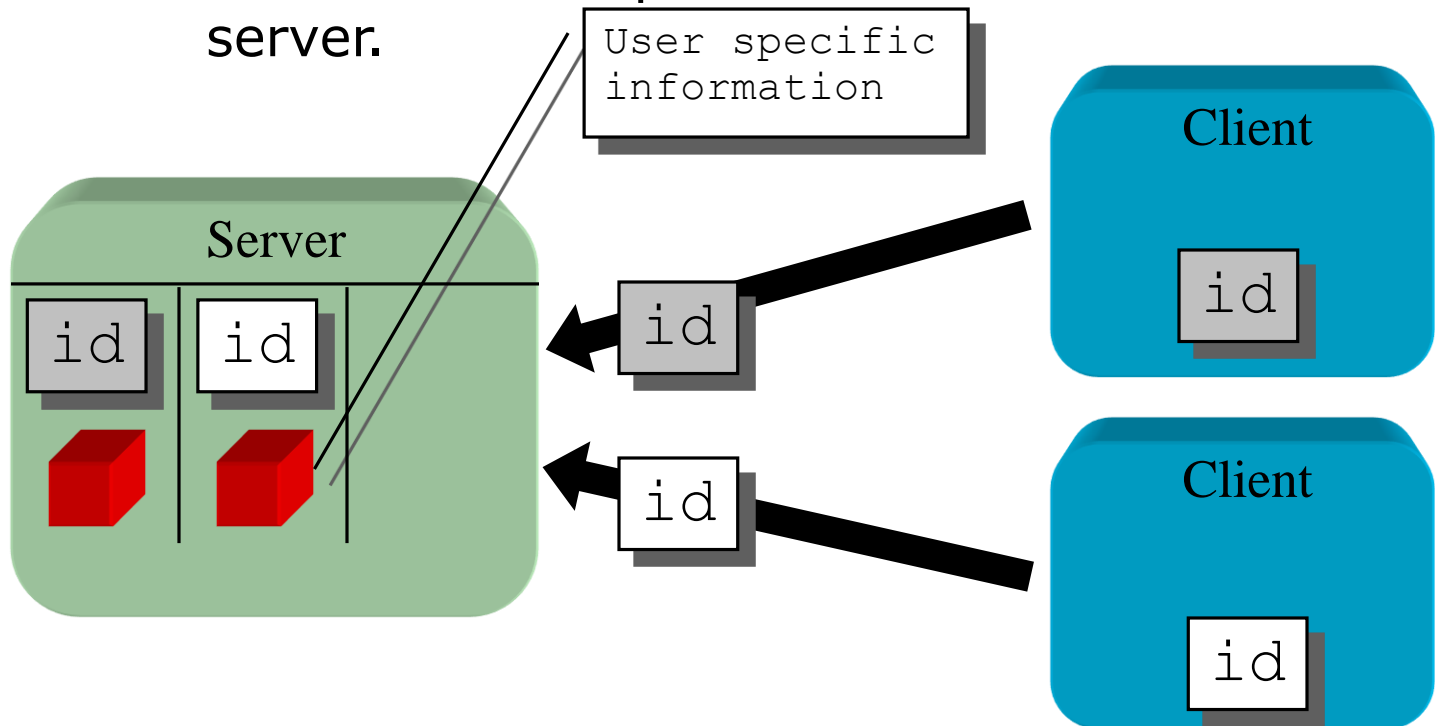 server.
User specific
information
Client
Server
id
id
id
id
id
Client
id